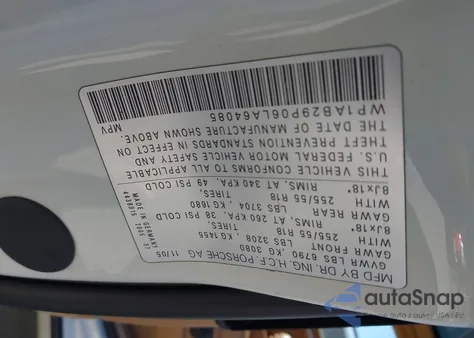 MFD BY DR. ING. H.C.F. PORSCHE AG 11/05
GVWR LBS 6790 ,KG 3080
GAWR FRONT LBS 3208 ,KG 1455
WITH 255/55 R18 TIRES,
8Jx18" RIMS, AT 260 KPA, 38 PSI COLD
GAWR REAR LBS 3704 ,KG 1680
WITH 255/55 R18 TIRES,
8Jx18" RIMS, AT 340 KPA, 49 PSI COLD
THIS VEHICLE CONFORMS TO ALL APPLICABLE
U.S. FEDERAL MOTOR VEHICLE SAFETY AND
THEFT PREVENTION STANDARDS IN EFFECT ON
THE DATE OF MANUFACTURE SHOWN ABOVE.
WP1AB29P06LA64085 MPV
MADE IN GERMANY
autoSnap